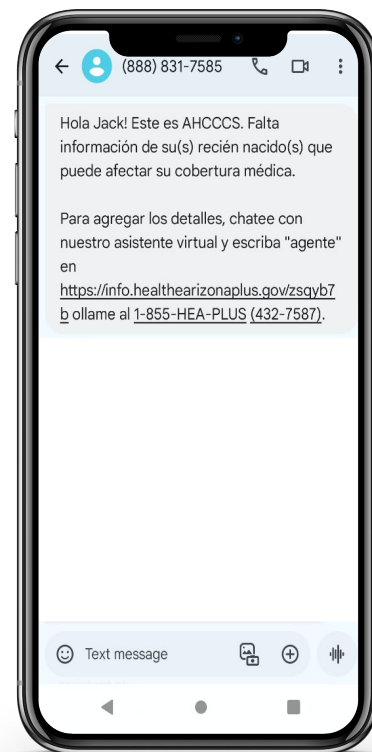 (888) 831-7585
Hola Jack! Este es AHCCCS. Falta
información de su(s) recién nacido(s) que
puede afectar su cobertura médica.
Para agregar los detalles, chatee con
nuestro asistente virtual y escriba "agente"
en
https://info.healthearizonaplus.gov/zsqyb7
b ollame al 1-855-HEA-PLUS (432-7587).
Text message